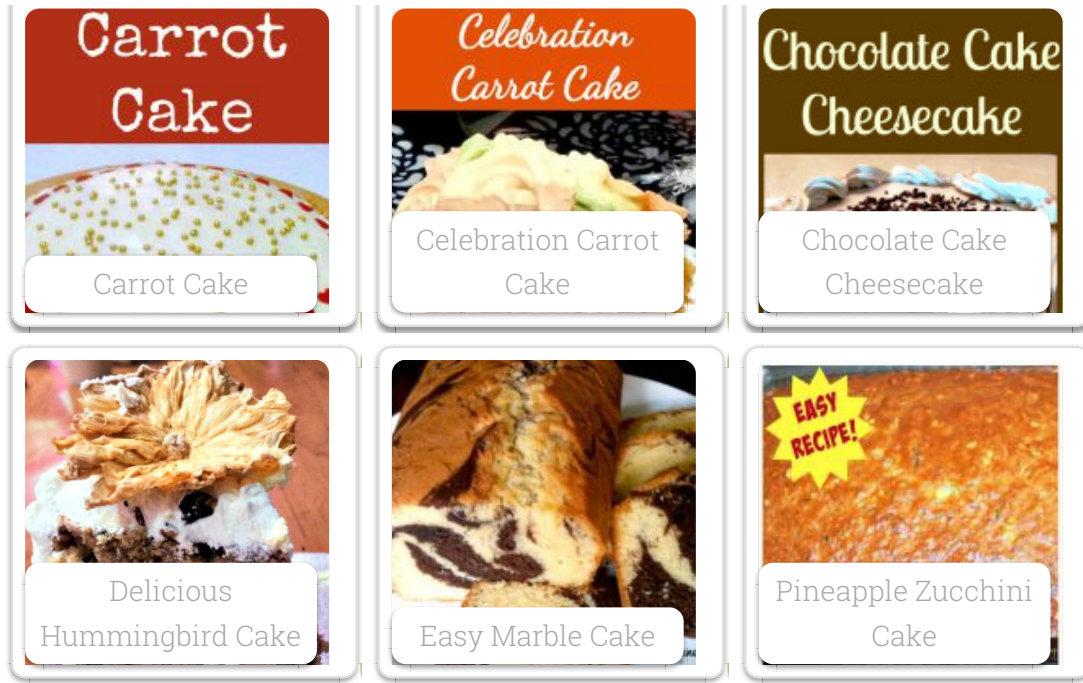 Carrot
Cake
Carrot Cake
Celebration
Carrot Cake
Celebration Carrot
Cake
Chocolate Cake
Cheesecake
Chocolate Cake
Cheesecake
Delicious
Hummingbird Cake
Easy Marble Cake
EASY
RECIPE!
Pineapple Zucchini
Cake